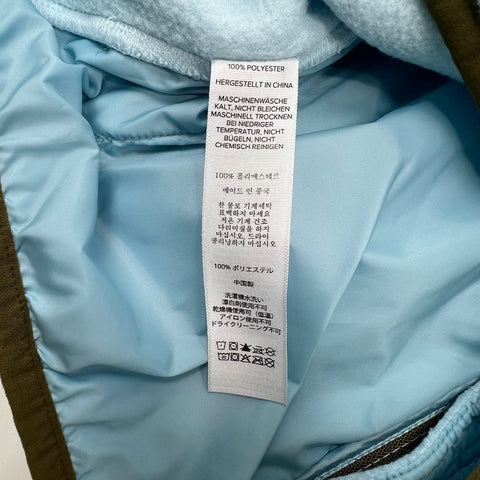 100% POLYESTER
HERGESTELLT IN CHINA
MASCHINENWÄSCHE
KALT, NICHT BLEICHEN
MASCHINELL TROCKNEN
BEI NIEDRIGER
TEMPERATUR, NICHT
BÜGELN, NICHT
CHEMISCH REINIGEN
100% 폴리에스테르
메이드 인 중국
찬 물로 기계세탁
표백하지 마세요
저온 기계 건조
다리미질을 하지
마십시오, 드라이
클리닝하지 마십시오
100% ポリエステル
中国製
洗濯機水洗い
漂白剤使用不可
乾燥機使用可（低温）
アイロン使用不可
ドライクリーニング不可